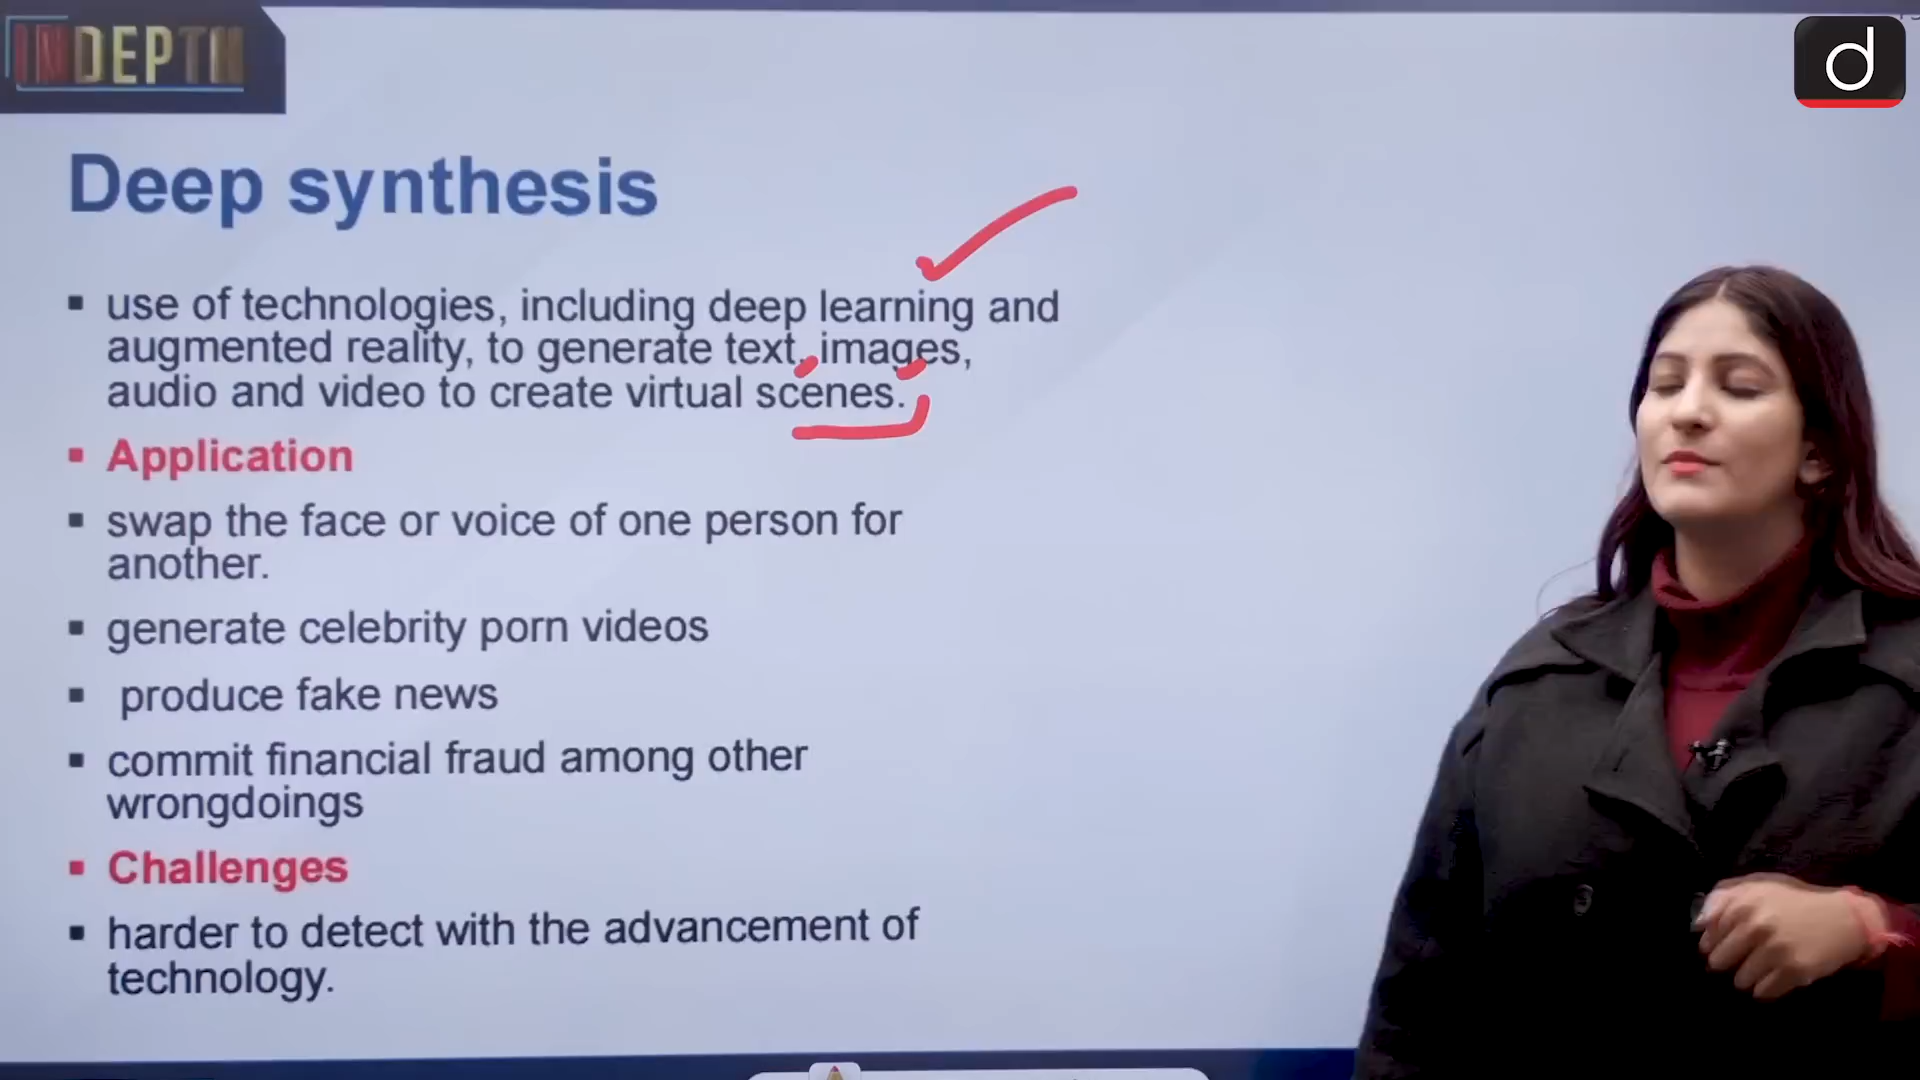 INDEPTH
d
Deep synthesis
▪ use of technologies, including deep learning and
augmented reality, to generate text, images,
audio and video to create virtual scenes.
▪ Application
▪ swap the face or voice of one person for
another.
▪ generate celebrity porn videos
▪ produce fake news
▪ commit financial fraud among other
wrongdoings
▪ Challenges
▪ harder to detect with the advancement of
technology.